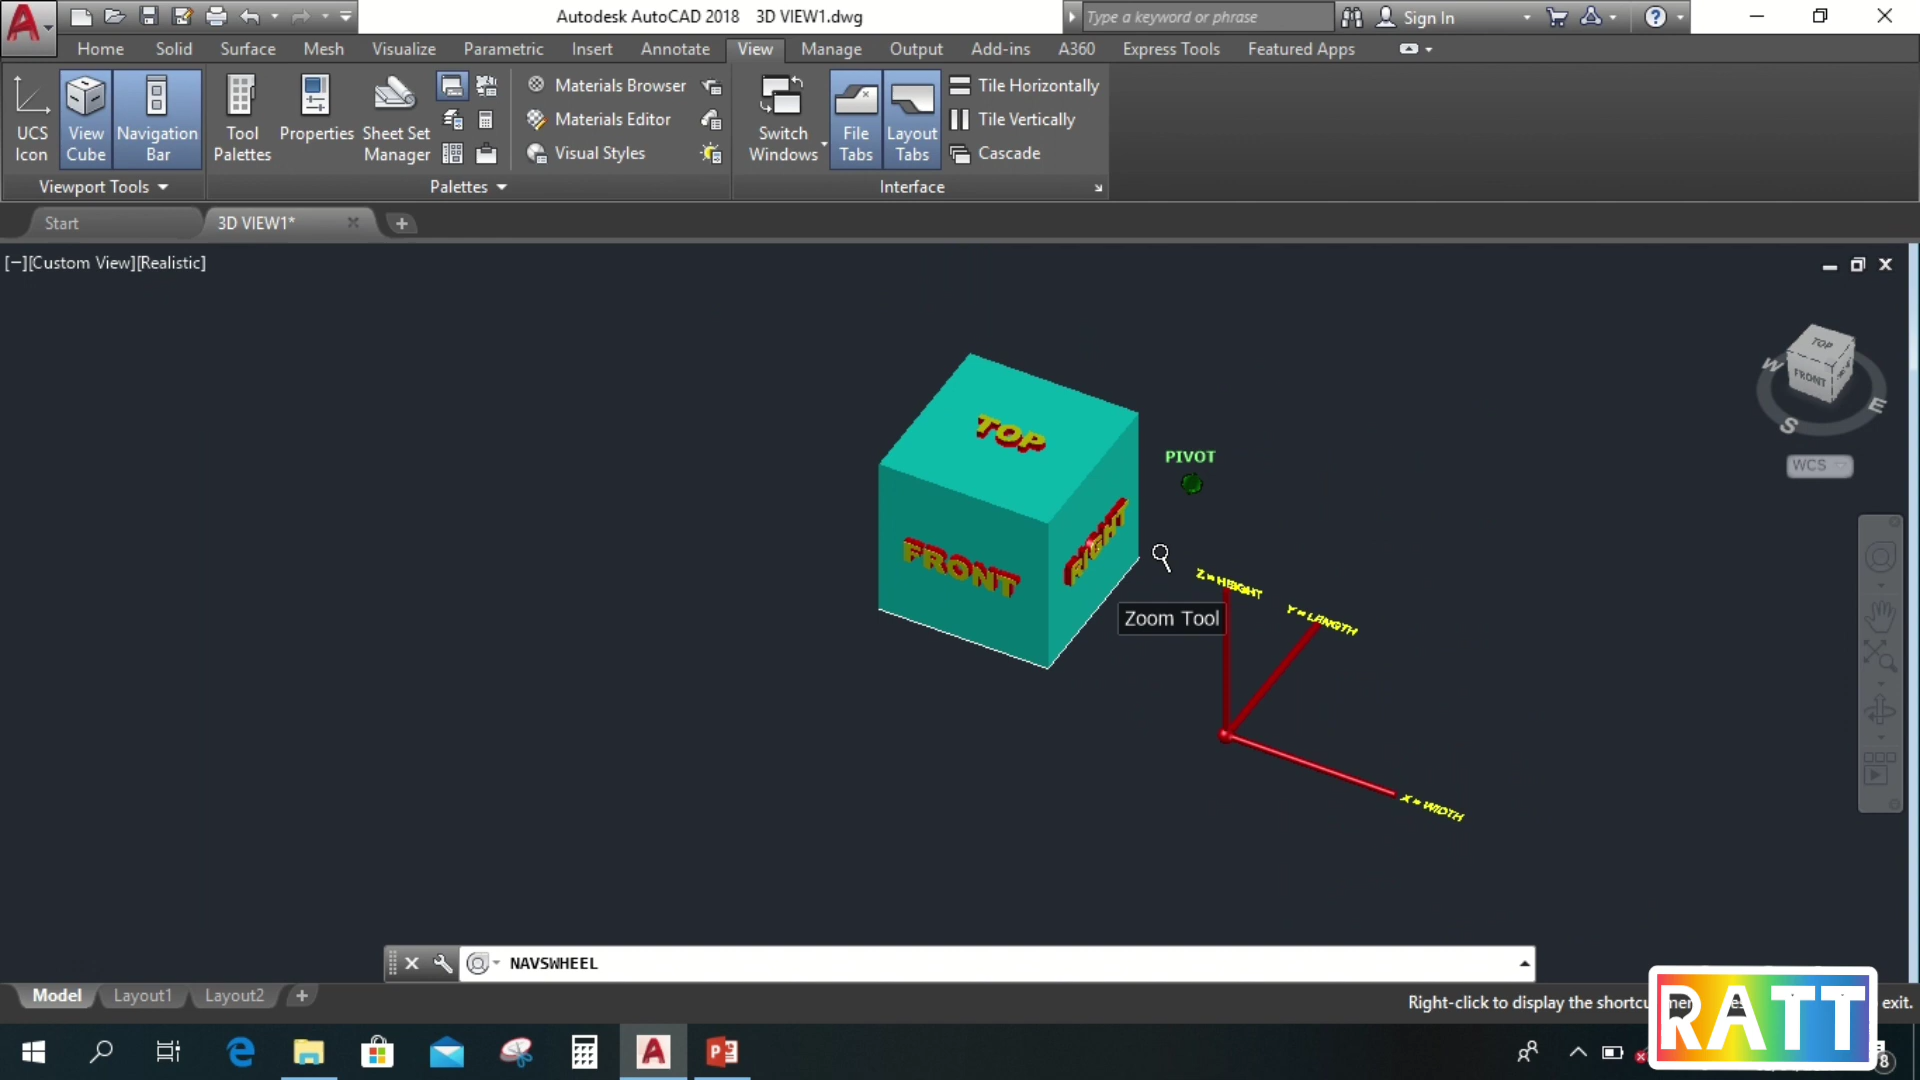 Autodesk AutoCAD 2018 3D VIEW1.dwg
Type a keyword or phrase
Sign In
Home Solid Surface Mesh Visualize Parametric Insert Annotate View Manage Output Add-ins A360 Express Tools Featured Apps
UCS Icon
View Cube
Navigation Bar
Tool Palettes
Properties
Sheet Set Manager
Materials Browser
Materials Editor
Visual Styles
Switch Windows
File Tabs
Layout Tabs
Tile Horizontally
Tile Vertically
Cascade
Viewport Tools
Palettes
Interface
Start
3D VIEW1*
[−][Custom View][Realistic]
TOP
FRONT
W
S
E
WCS
TOP
FRONT
RIGHT
PIVOT
Z = HEIGHT
Y = LENGTH
X = WIDTH
Zoom Tool
NAVSWHEEL
Model Layout1 Layout2
Right-click to display the shortcu exit.
RATT
8